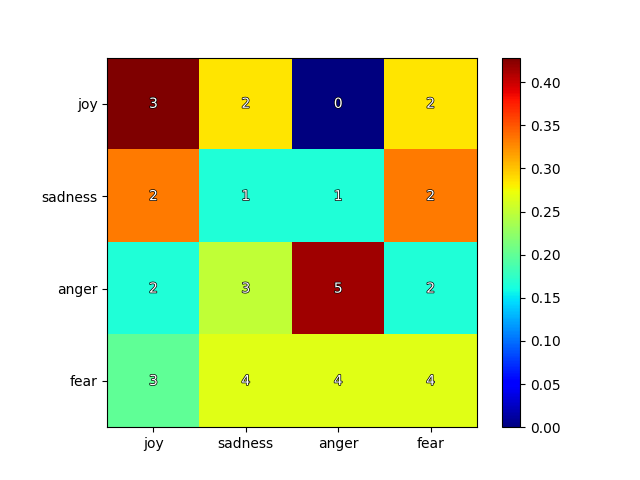 joy 3 2 0 2
sadness 2 1 1 2
anger 2 3 5 2
fear 3 4 4 4
joy sadness anger fear
0.40
0.35
0.30
0.25
0.20
0.15
0.10
0.05
0.00